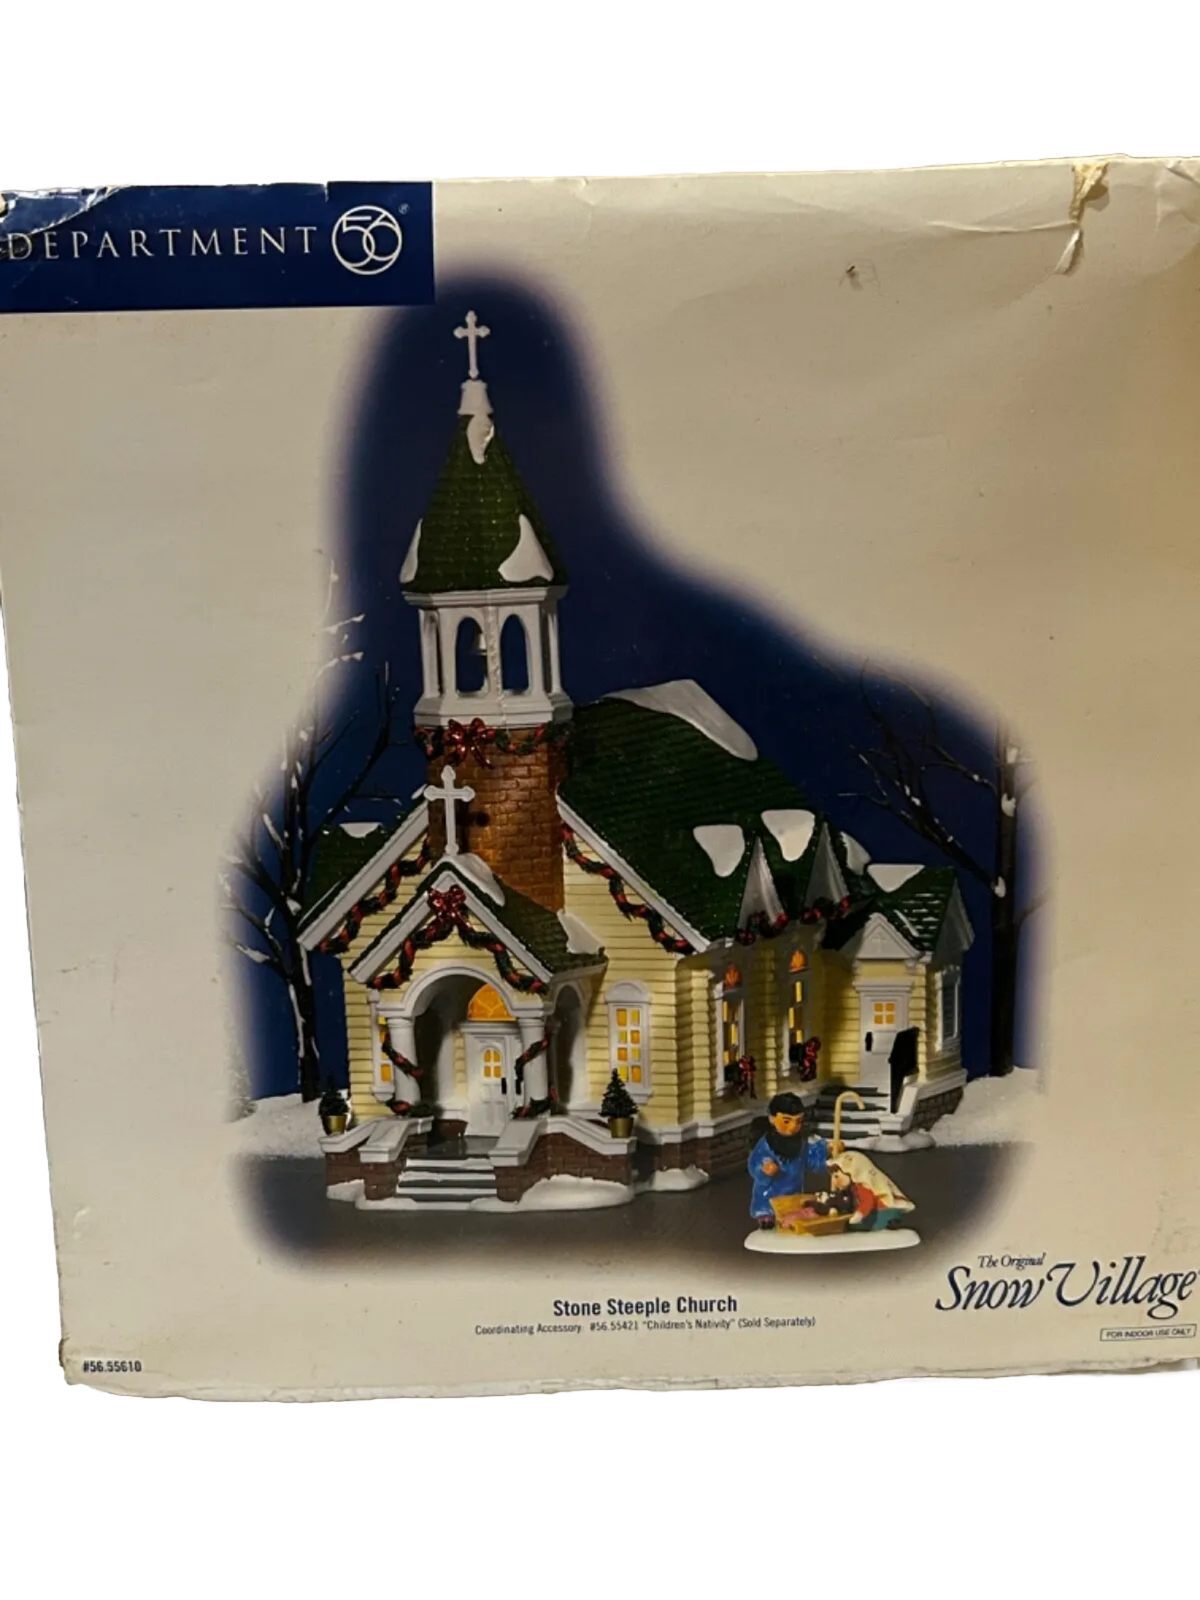 DEPARTMENT 56®
Stone Steeple Church
Coordinating Accessory: #56.55421 "Children's Nativity" (Sold Separately)
The Original
Snow Village
FOR INDOOR USE ONLY
#56.55610